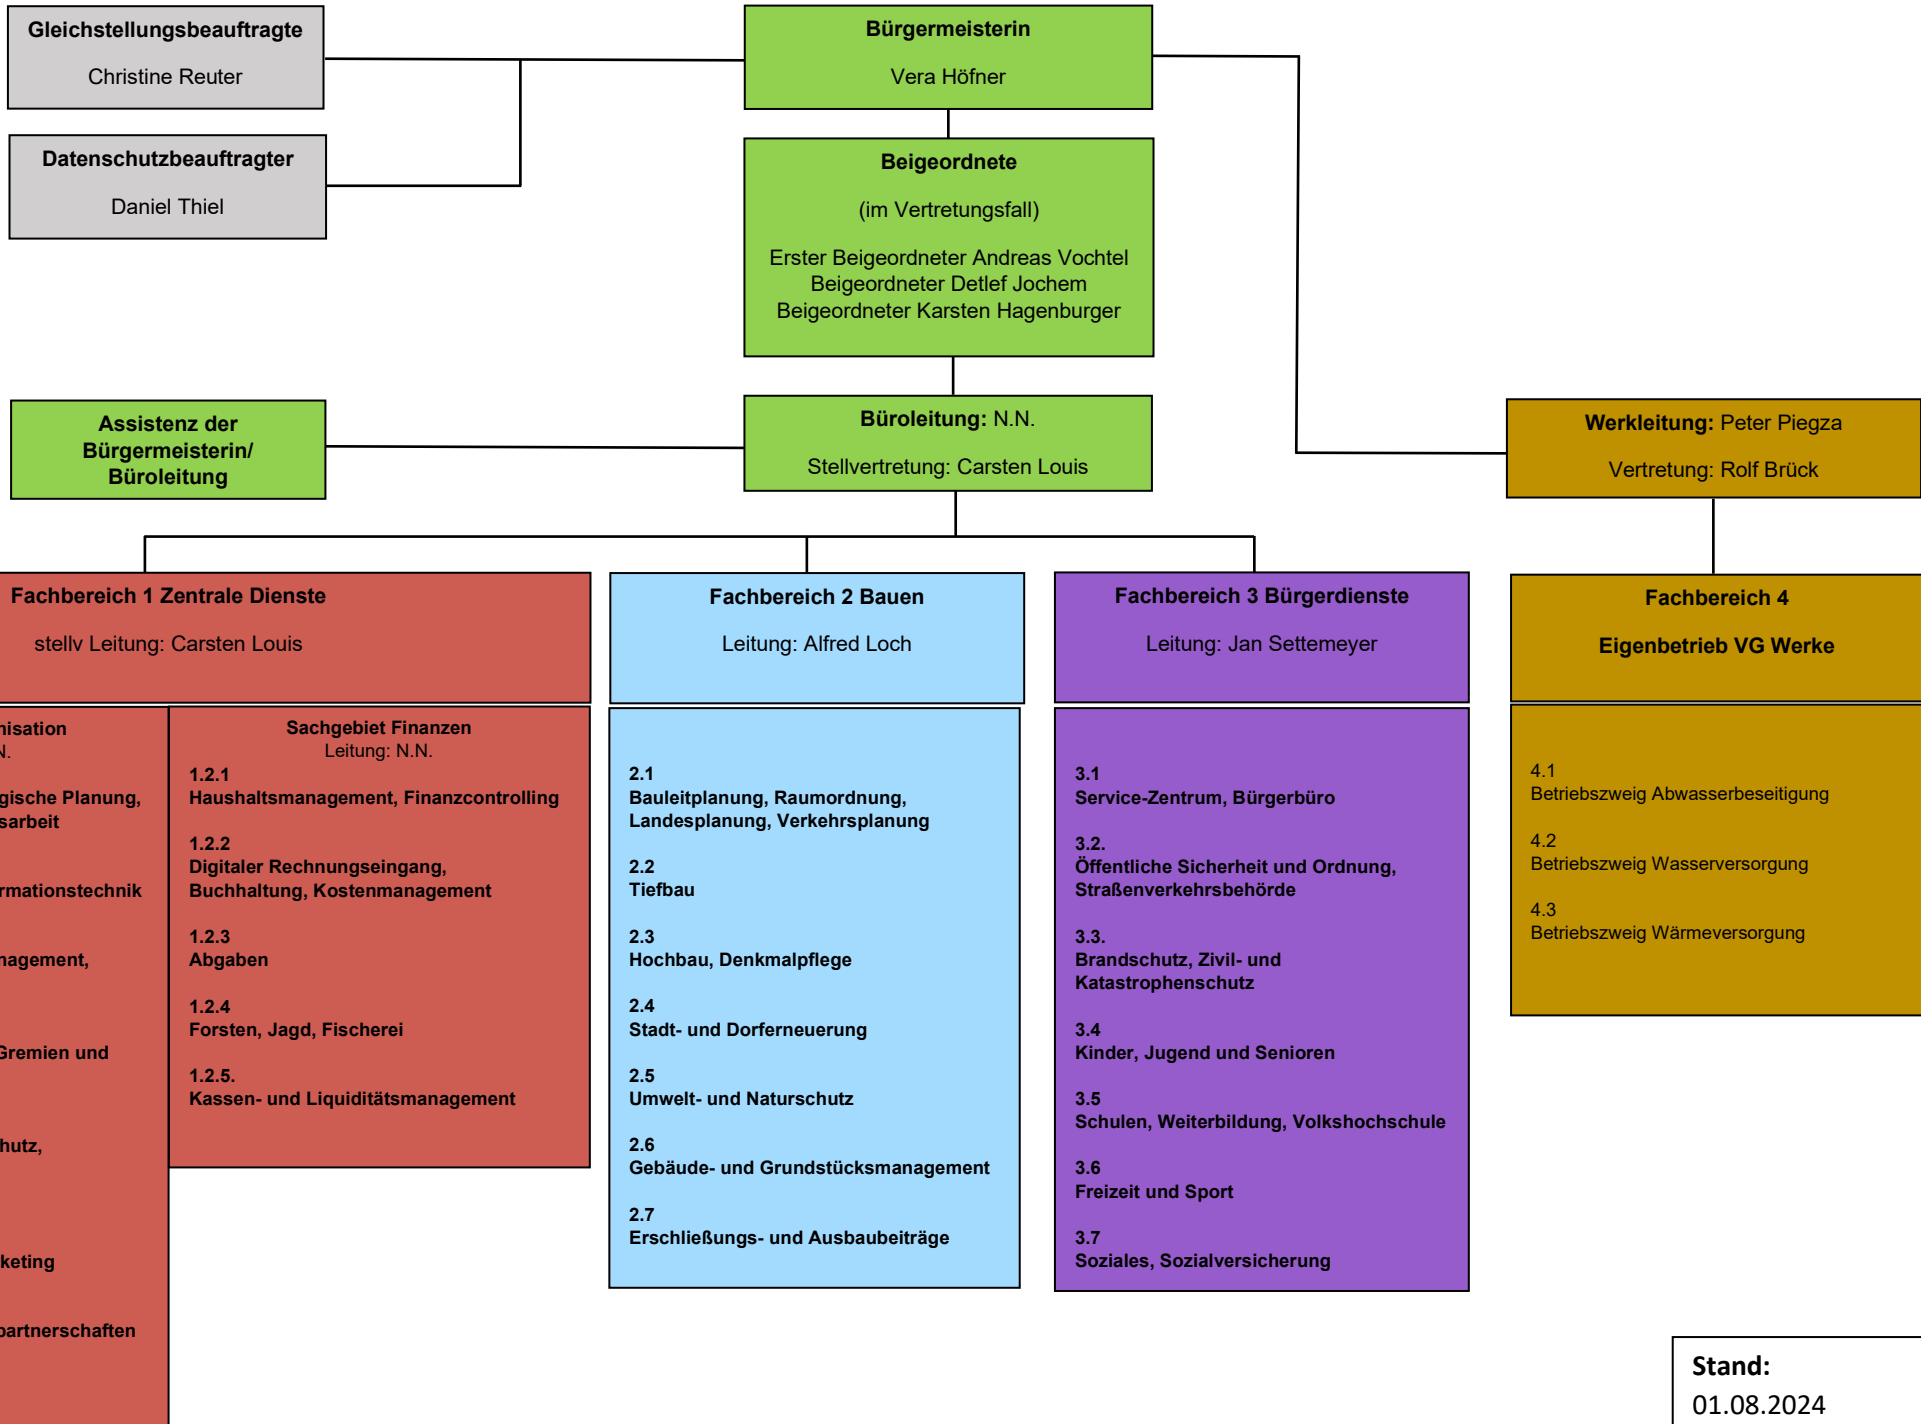 Gleichstellungsbeauftragte
Christine Reuter
Bürgermeisterin
Vera Höfner
Datenschutzbeauftragter
Daniel Thiel
Beigeordnete
(im Vertretungsfall)
Erster Beigeordneter Andreas Vochtel
Beigeordneter Detlef Jochem
Beigeordneter Karsten Hagenburger
Assistenz der
Bürgermeisterin/
Büroleitung
Büroleitung: N.N.
Stellvertretung: Carsten Louis
Werkleitung: Peter Piegza
Vertretung: Rolf Brück
Fachbereich 1 Zentrale Dienste
stellv Leitung: Carsten Louis
Planung,
Gremien und
Sachgebiet Finanzen
Leitung: N.N.
1.2.1
Haushaltsmanagement, Finanzcontrolling
1.2.2
Digitaler Rechnungseingang,
Buchhaltung, Kostenmanagement
1.2.3
Abgaben
1.2.4
Forsten, Jagd, Fischerei
1.2.5.
Kassen- und Liquiditätsmanagement
Fachbereich 2 Bauen
Leitung: Alfred Loch
2.1
Bauleitplanung, Raumordnung,
Landesplanung, Verkehrsplanung
2.2
Tiefbau
2.3
Hochbau, Denkmalpflege
2.4
Stadt- und Dorferneuerung
2.5
Umwelt- und Naturschutz
2.6
Gebäude- und Grundstücksmanagement
2.7
Erschließungs- und Ausbaubeiträge
Fachbereich 3 Bürgerdienste
Leitung: Jan Settemeyer
3.1
Service-Zentrum, Bürgerbüro
3.2.
Öffentliche Sicherheit und Ordnung,
Straßenverkehrsbehörde
3.3.
Brandschutz, Zivil- und
Katastrophenschutz
3.4
Kinder, Jugend und Senioren
3.5
Schulen, Weiterbildung, Volkshochschule
3.6
Freizeit und Sport
3.7
Soziales, Sozialversicherung
Fachbereich 4
Eigenbetrieb VG Werke
4.1
Betriebszweig Abwasserbeseitigung
4.2
Betriebszweig Wasserversorgung
4.3
Betriebszweig Wärmeversorgung
Stand:
01.08.2024